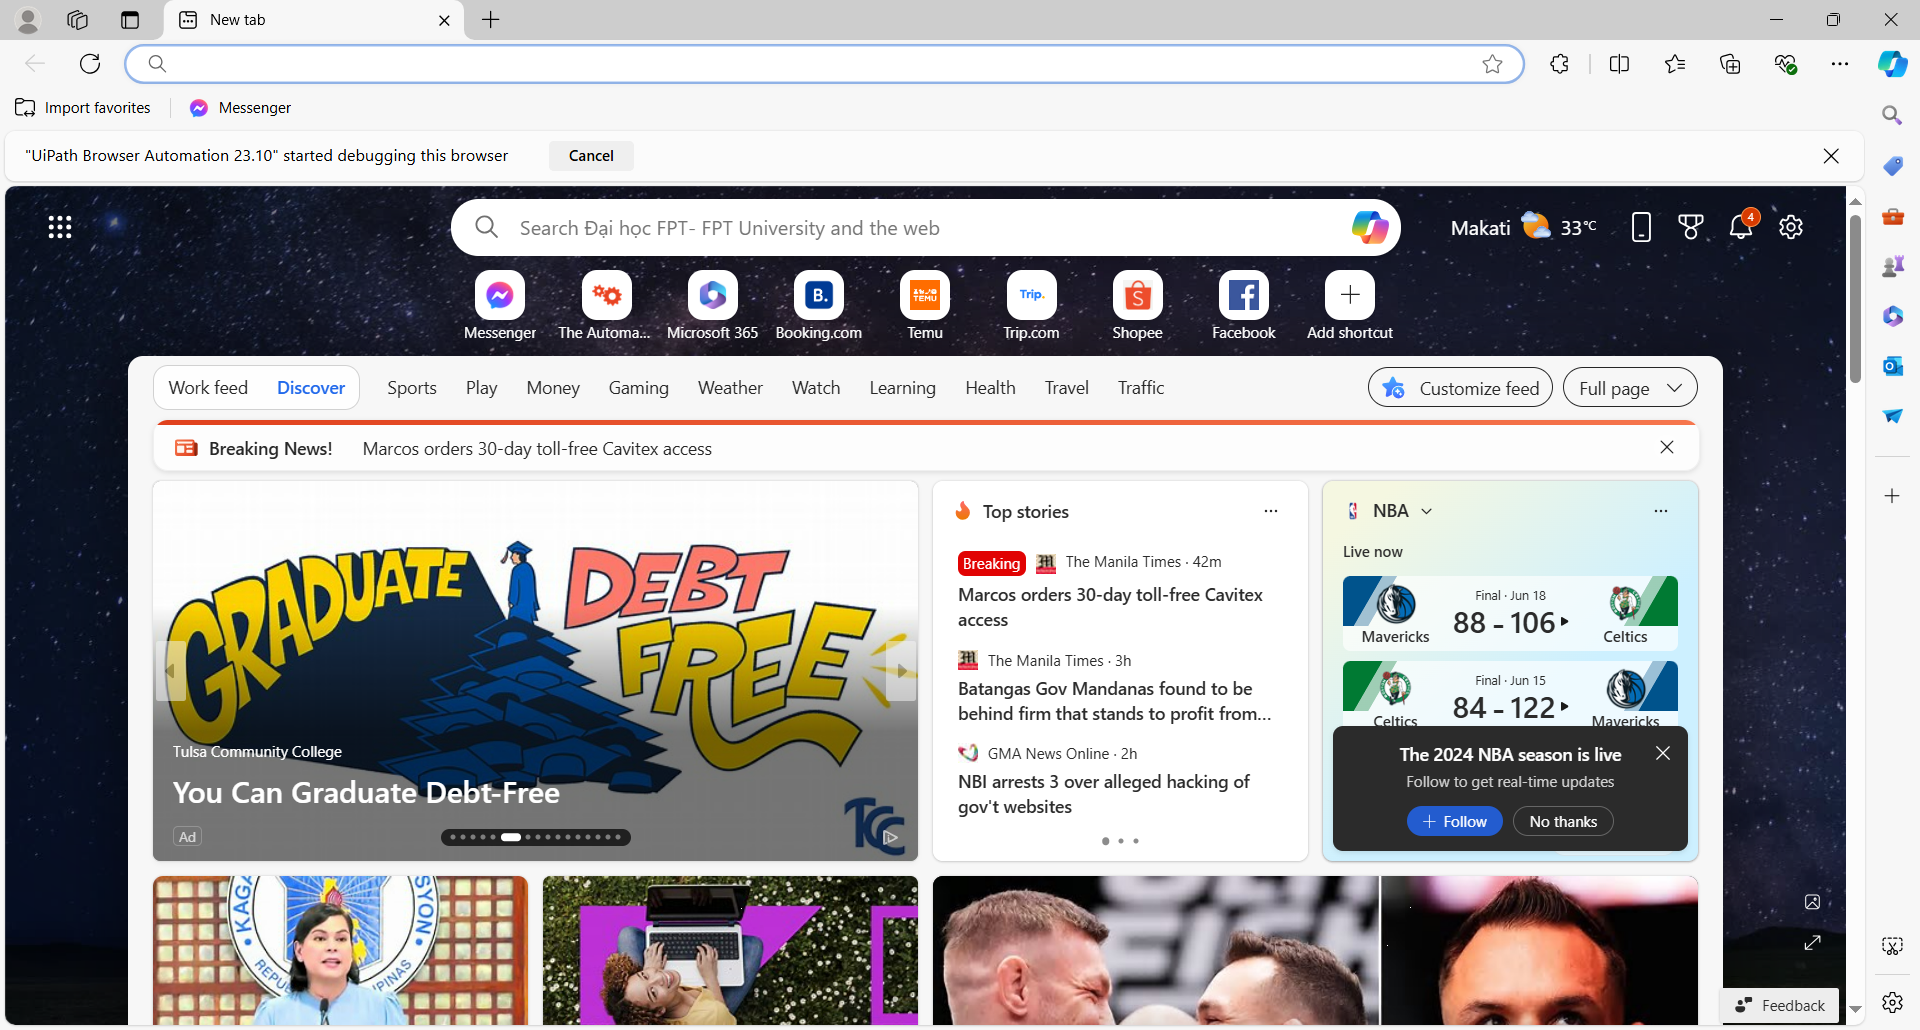 New tab
Import favorites
Messenger
"UiPath Browser Automation 23.10" started debugging this browser
Cancel
Search Đại học FPT- FPT University and the web
Makati
33°C
4
Messenger
The Automa...
Microsoft 365
B.
Booking.com
TEMU
Temu
Trip.
Trip.com
Shopee
Facebook
Add shortcut
Work feed
Discover
Sports
Play
Money
Gaming
Weather
Watch
Learning
Health
Travel
Traffic
Customize feed
Full page
Breaking News!
Marcos orders 30-day toll-free Cavitex access
GRADUATE DEBT
FREE
Tulsa Community College
You Can Graduate Debt-Free
Ad
TCC
Top stories
Breaking
The Manila Times · 42m
Marcos orders 30-day toll-free Cavitex
access
The Manila Times · 3h
Batangas Gov Mandanas found to be
behind firm that stands to profit from...
GMA News Online · 2h
NBI arrests 3 over alleged hacking of
gov't websites
NBA
Live now
Final · Jun 18
88 - 106
Mavericks
Celtics
Final · Jun 15
84 - 122
Celtics
Mavericks
The 2024 NBA season is live
Follow to get real-time updates
Follow
No thanks
Feedback